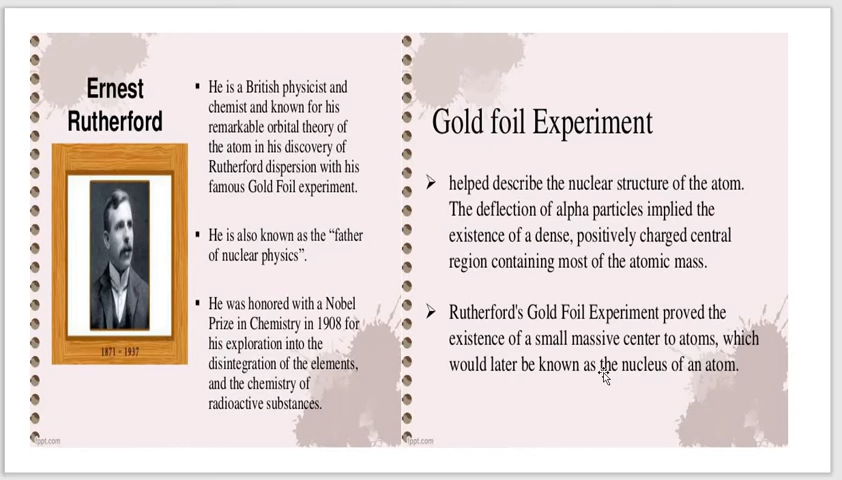 Ernest
Rutherford
1871 - 1937
▪ He is a British physicist and
chemist and known for his
remarkable orbital theory of
the atom in his discovery of
Rutherford dispersion with his
famous Gold Foil experiment.
▪ He is also known as the “father
of nuclear physics”.
▪ He was honored with a Nobel
Prize in Chemistry in 1908 for
his exploration into the
disintegration of the elements,
and the chemistry of
radioactive substances.
fppt.com
Gold foil Experiment
➢ helped describe the nuclear structure of the atom.
The deflection of alpha particles implied the
existence of a dense, positively charged central
region containing most of the atomic mass.
➢ Rutherford's Gold Foil Experiment proved the
existence of a small massive center to atoms, which
would later be known as the nucleus of an atom.
fppt.com